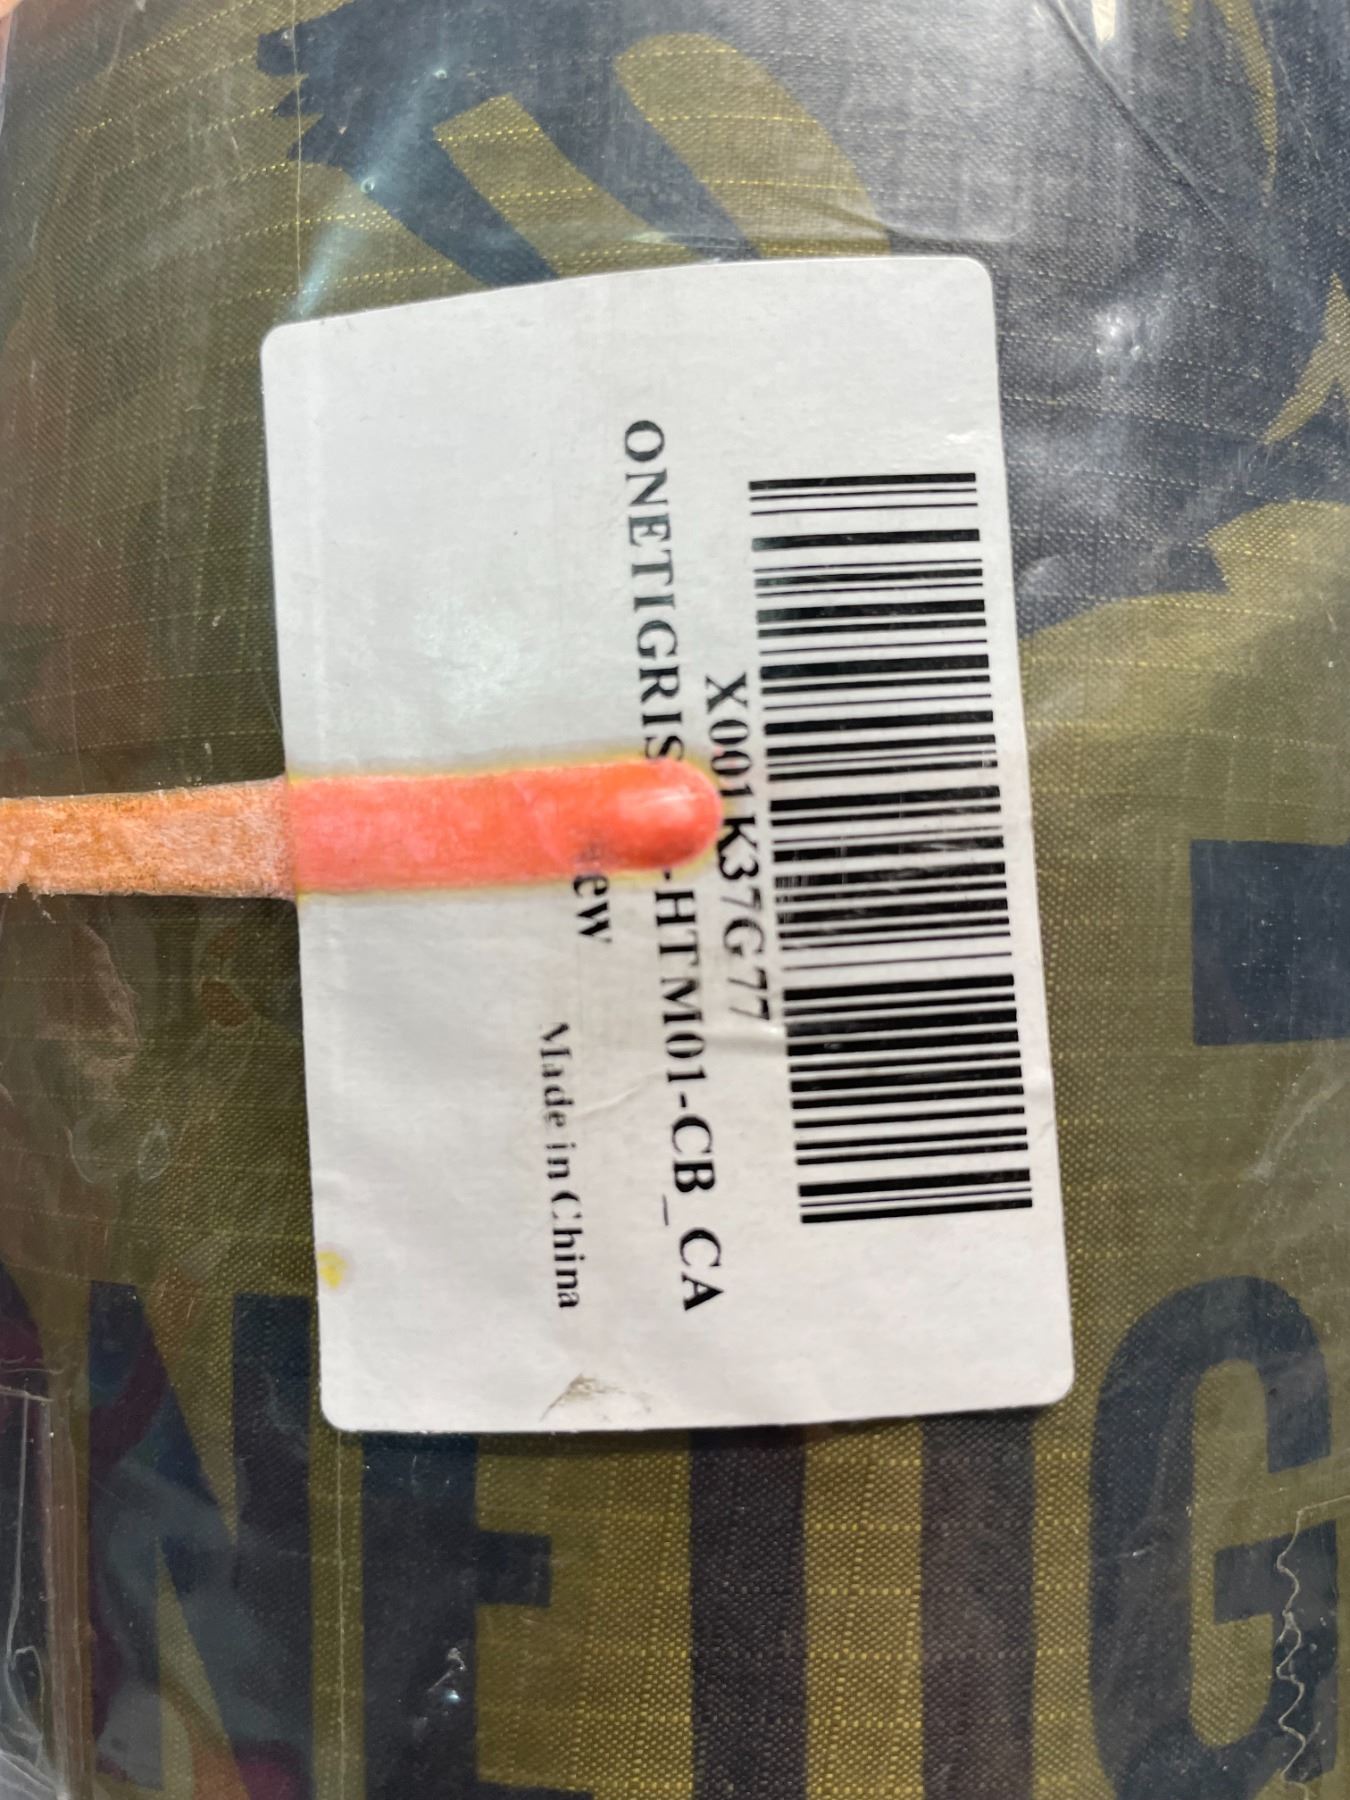 X001K37G77
ONETIGRIS -HTM01-CB_CA
Made in China